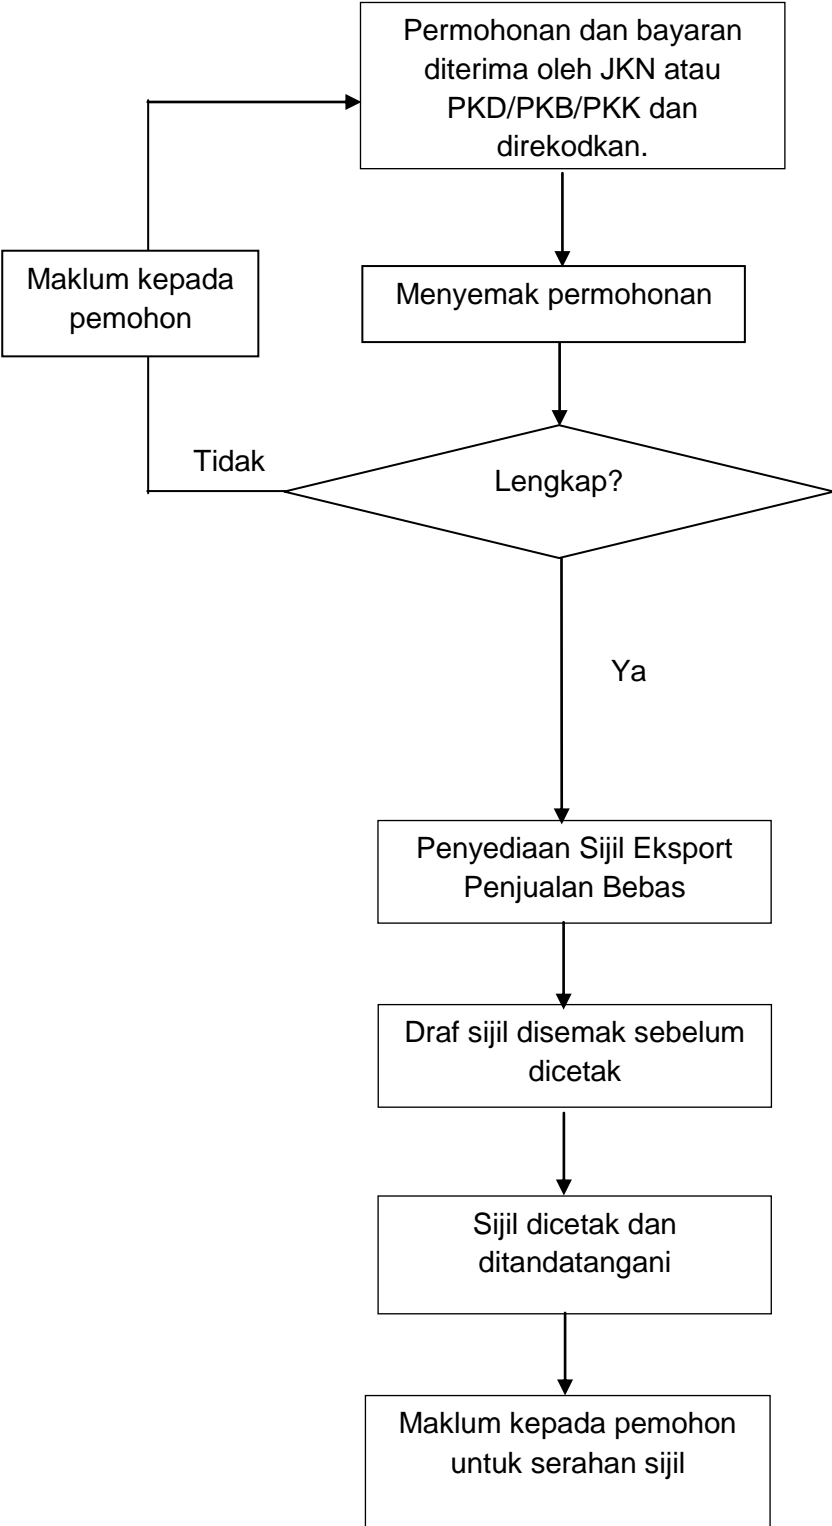 Permohonan dan bayaran
diterima oleh JKN atau
PKD/PKB/PKK dan
direkodkan.
Maklum kepada
pemohon
Menyemak permohonan
Tidak
Lengkap?
Ya
Penyediaan Sijil Eksport
Penjualan Bebas
Draf sijil disemak sebelum
dicetak
Sijil dicetak dan
ditandatangani
Maklum kepada pemohon
untuk serahan sijil